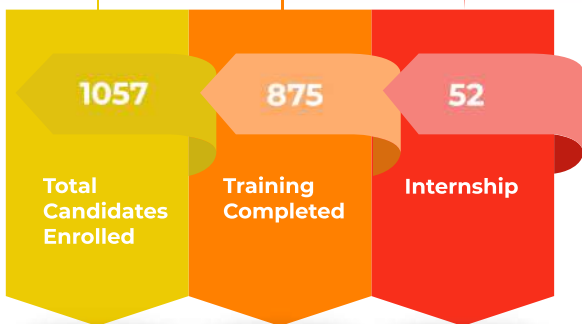 1057
Total
Candidates
Enrolled
875
Training
Completed
52
Internship